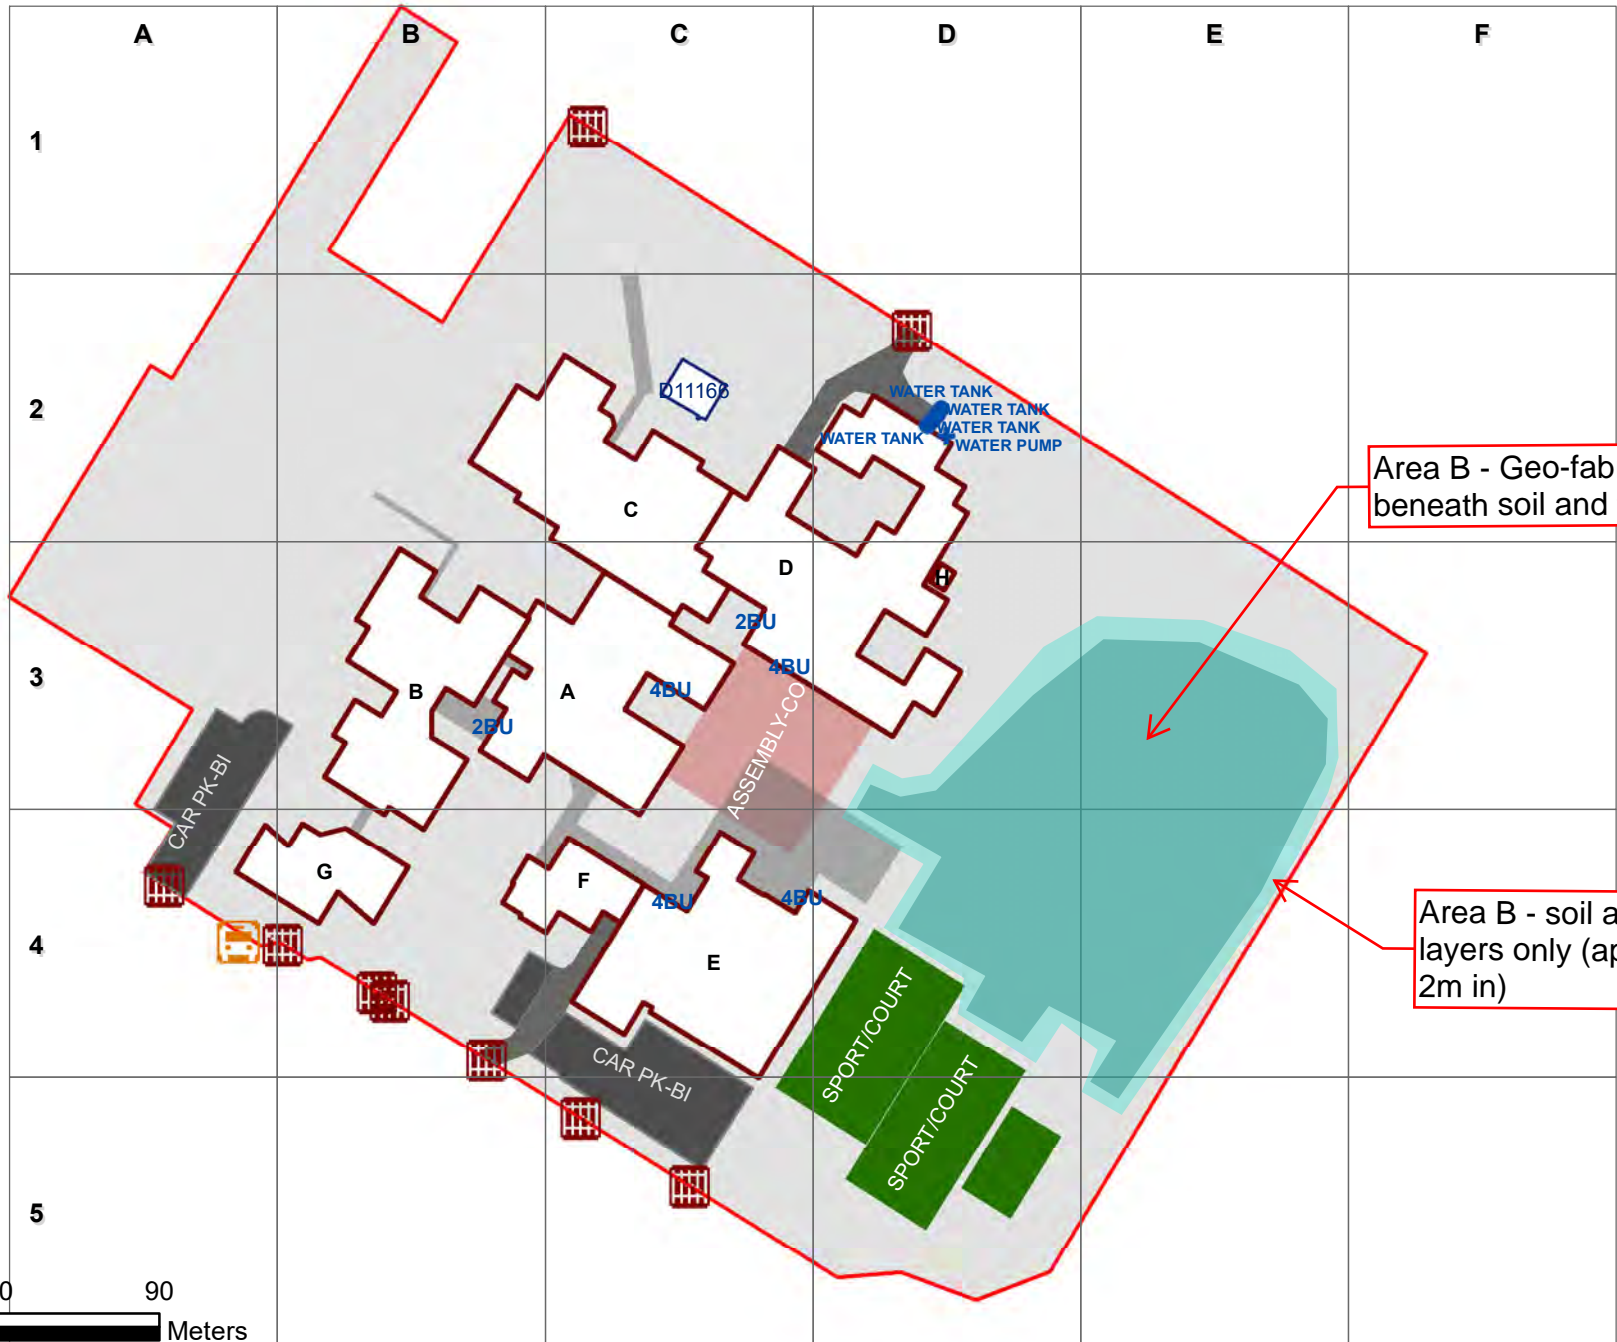 A B C D E F
1
2
D11166
WATER TANK
WATER TANK
WATER TANK
WATER TANK
WATER PUMP
Area B - Geo-fab
beneath soil and
C
D
H
3
2BU
4BU
4BU
B
A
2BU
ASSEMBLY-CO
CAR PK-BI
G
F
4BU
4BU
4
E
Area B - soil a
layers only (ap
2m in)
SPORT/COURT
CAR PK-BI
SPORT/COURT
5
0 90
Meters